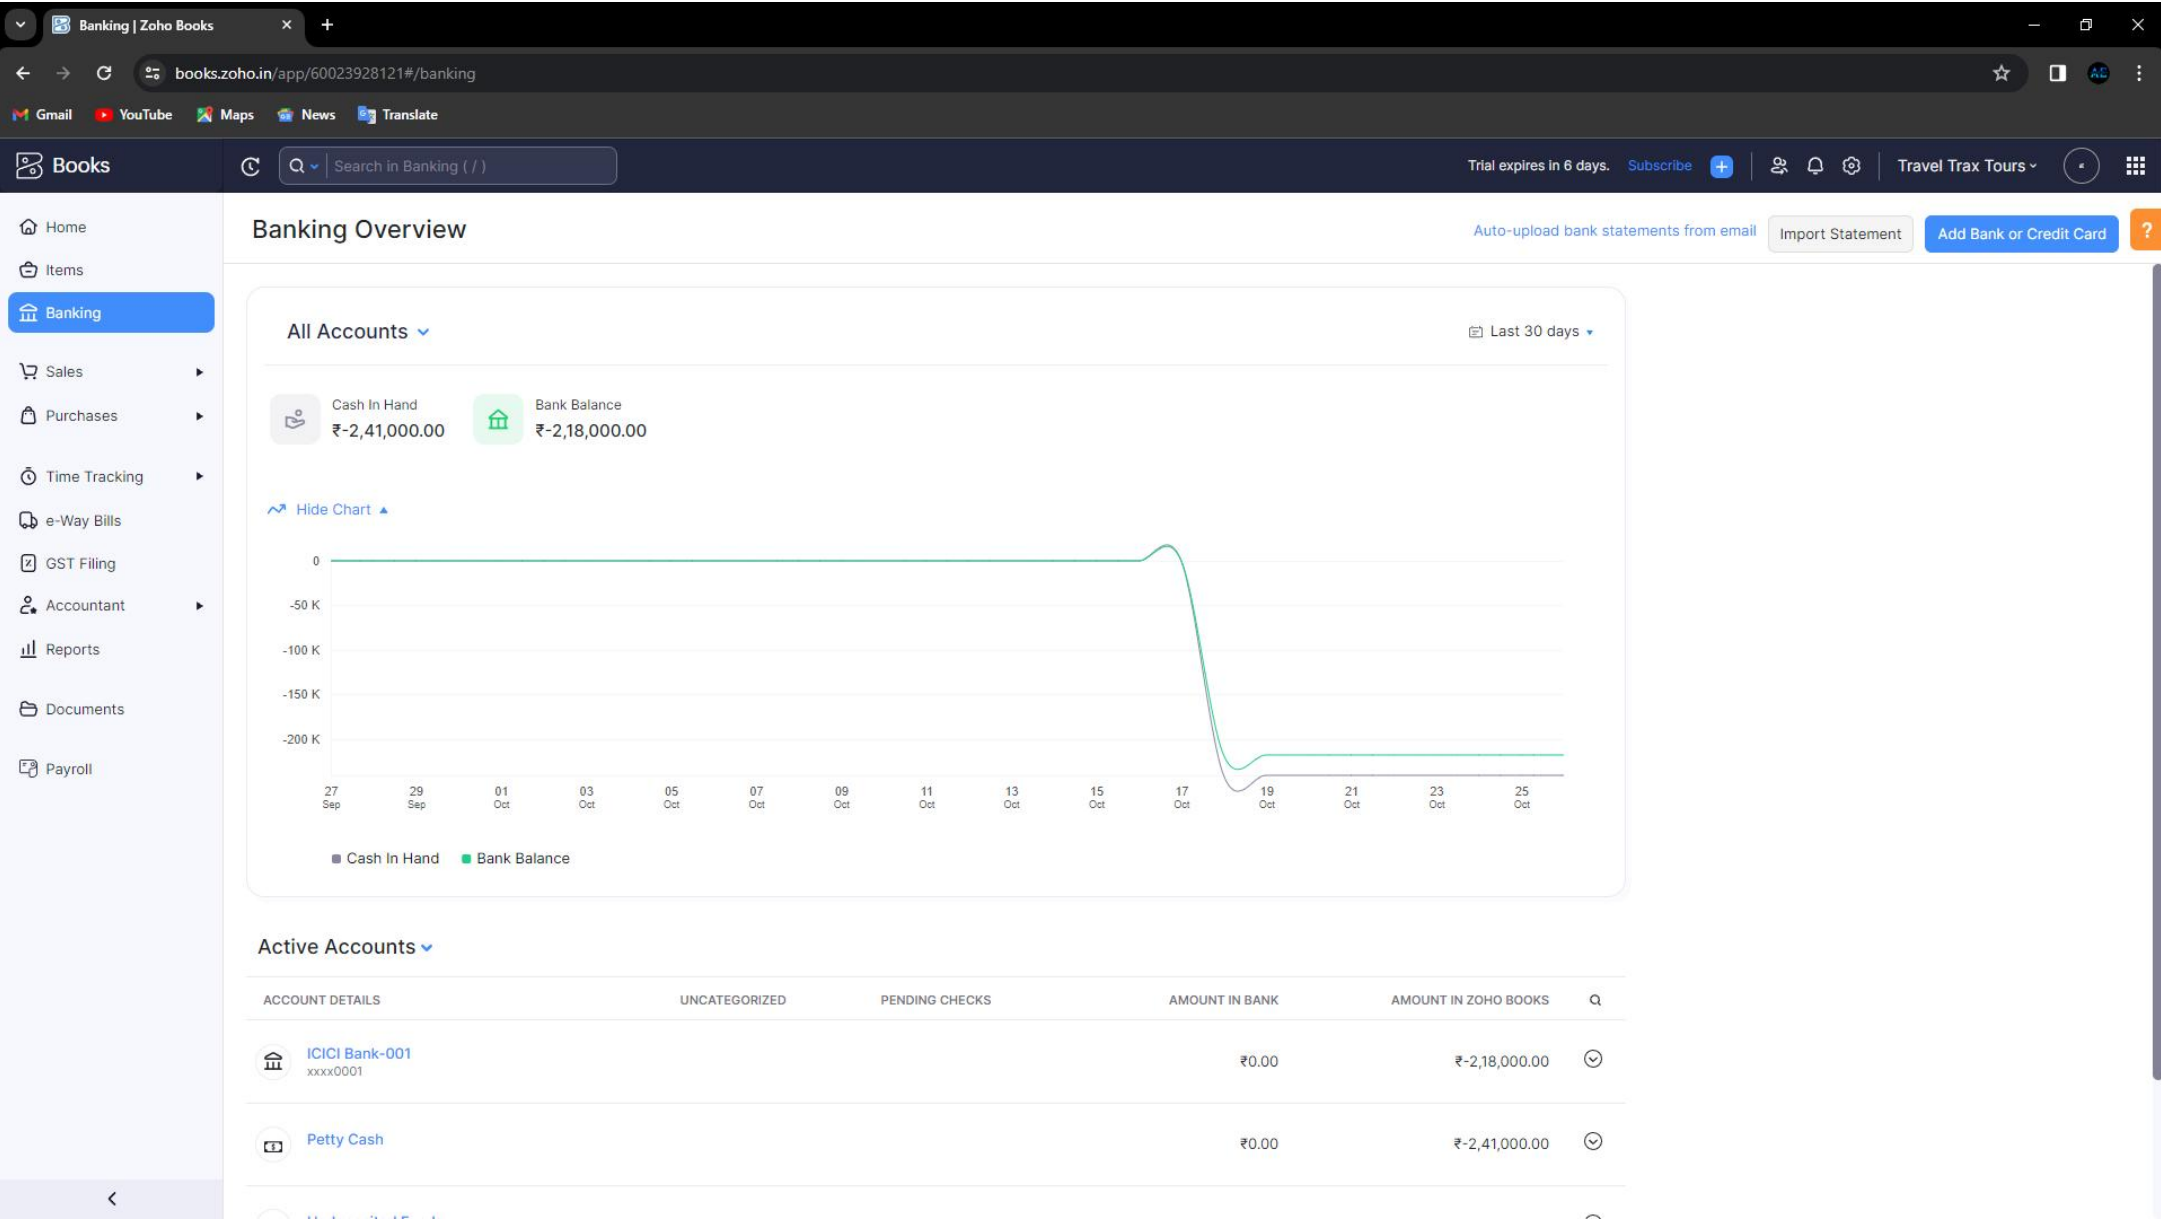 Banking | Zoho Books
books.zoho.in/app/60023928121#/banking
Gmail YouTube Maps News Translate
Books
Search in Banking ( / )
Trial expires in 6 days. Subscribe
Travel Trax Tours
Home
Items
Banking
Sales
Purchases
Time Tracking
e-Way Bills
GST Filing
Accountant
Reports
Documents
Payroll
Banking Overview
Auto-upload bank statements from email
Import Statement
Add Bank or Credit Card
?
All Accounts
Last 30 days
Cash In Hand
₹-2,41,000.00
Bank Balance
₹-2,18,000.00
Hide Chart
0
-50 K
-100 K
-150 K
-200 K
27 29 01 03 05 07 09 11 13 15 17 19 21 23 25
Sep Sep Oct Oct Oct Oct Oct Oct Oct Oct Oct Oct Oct Oct Oct
Cash In Hand Bank Balance
Active Accounts
ACCOUNT DETAILS UNCATEGORIZED PENDING CHECKS AMOUNT IN BANK AMOUNT IN ZOHO BOOKS
ICICI Bank-001
xxxx0001
₹0.00 ₹-2,18,000.00
Petty Cash ₹0.00 ₹-2,41,000.00